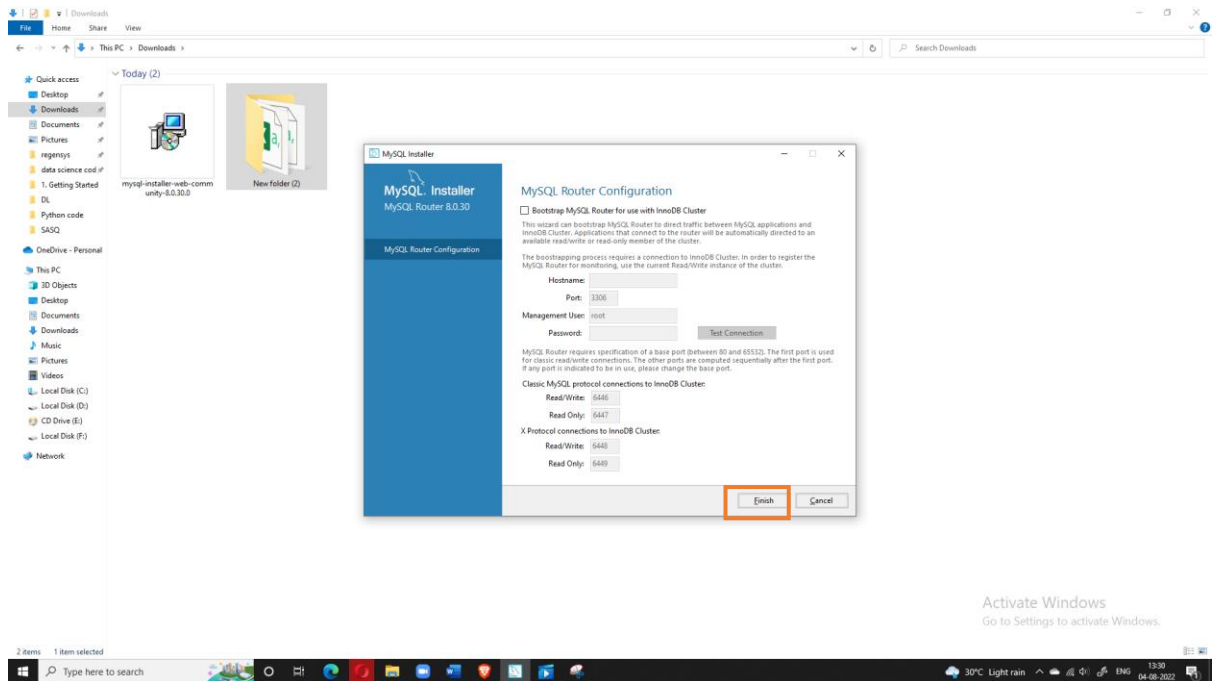 Downloads
File Home Share View
This PC > Downloads >
Search Downloads
Quick access
Desktop
Downloads
Documents
Pictures
regensys
data science cod
1. Getting Started
DL
Python code
SASQ
OneDrive - Personal
This PC
3D Objects
Desktop
Documents
Downloads
Music
Pictures
Videos
Local Disk (C:)
Local Disk (D:)
CD Drive (E:)
Local Disk (F:)
Network
Today (2)
mysql-installer-web-comm
unity-8.0.30.0
New folder (2)
MySQL Installer
MySQL. Installer
MySQL Router 8.0.30
MySQL Router Configuration
MySQL Router Configuration
Bootstrap MySQL Router for use with InnoDB Cluster
This wizard can bootstrap MySQL Router to direct traffic between MySQL applications and
InnoDB Cluster. Applications that connect to the router will be automatically directed to an
available read/write or read-only member of the cluster.
The boostrapping process requires a connection to InnoDB Cluster. In order to register the
MySQL Router for monitoring, use the current Read/Write instance of the cluster.
Hostname:
Port: 3306
Management User: root
Password: Test Connection
MySQL Router requires specification of a base port (between 80 and 65532). The first port is used
for classic read/write connections. The other ports are computed sequentially after the first port.
If any port is indicated to be in use, please change the base port.
Classic MySQL protocol connections to InnoDB Cluster:
Read/Write: 6446
Read Only: 6447
X Protocol connections to InnoDB Cluster:
Read/Write: 6448
Read Only: 6449
Finish Cancel
Activate Windows
Go to Settings to activate Windows.
2 items 1 item selected
Type here to search
30°C Light rain ENG 13:30
04-08-2022